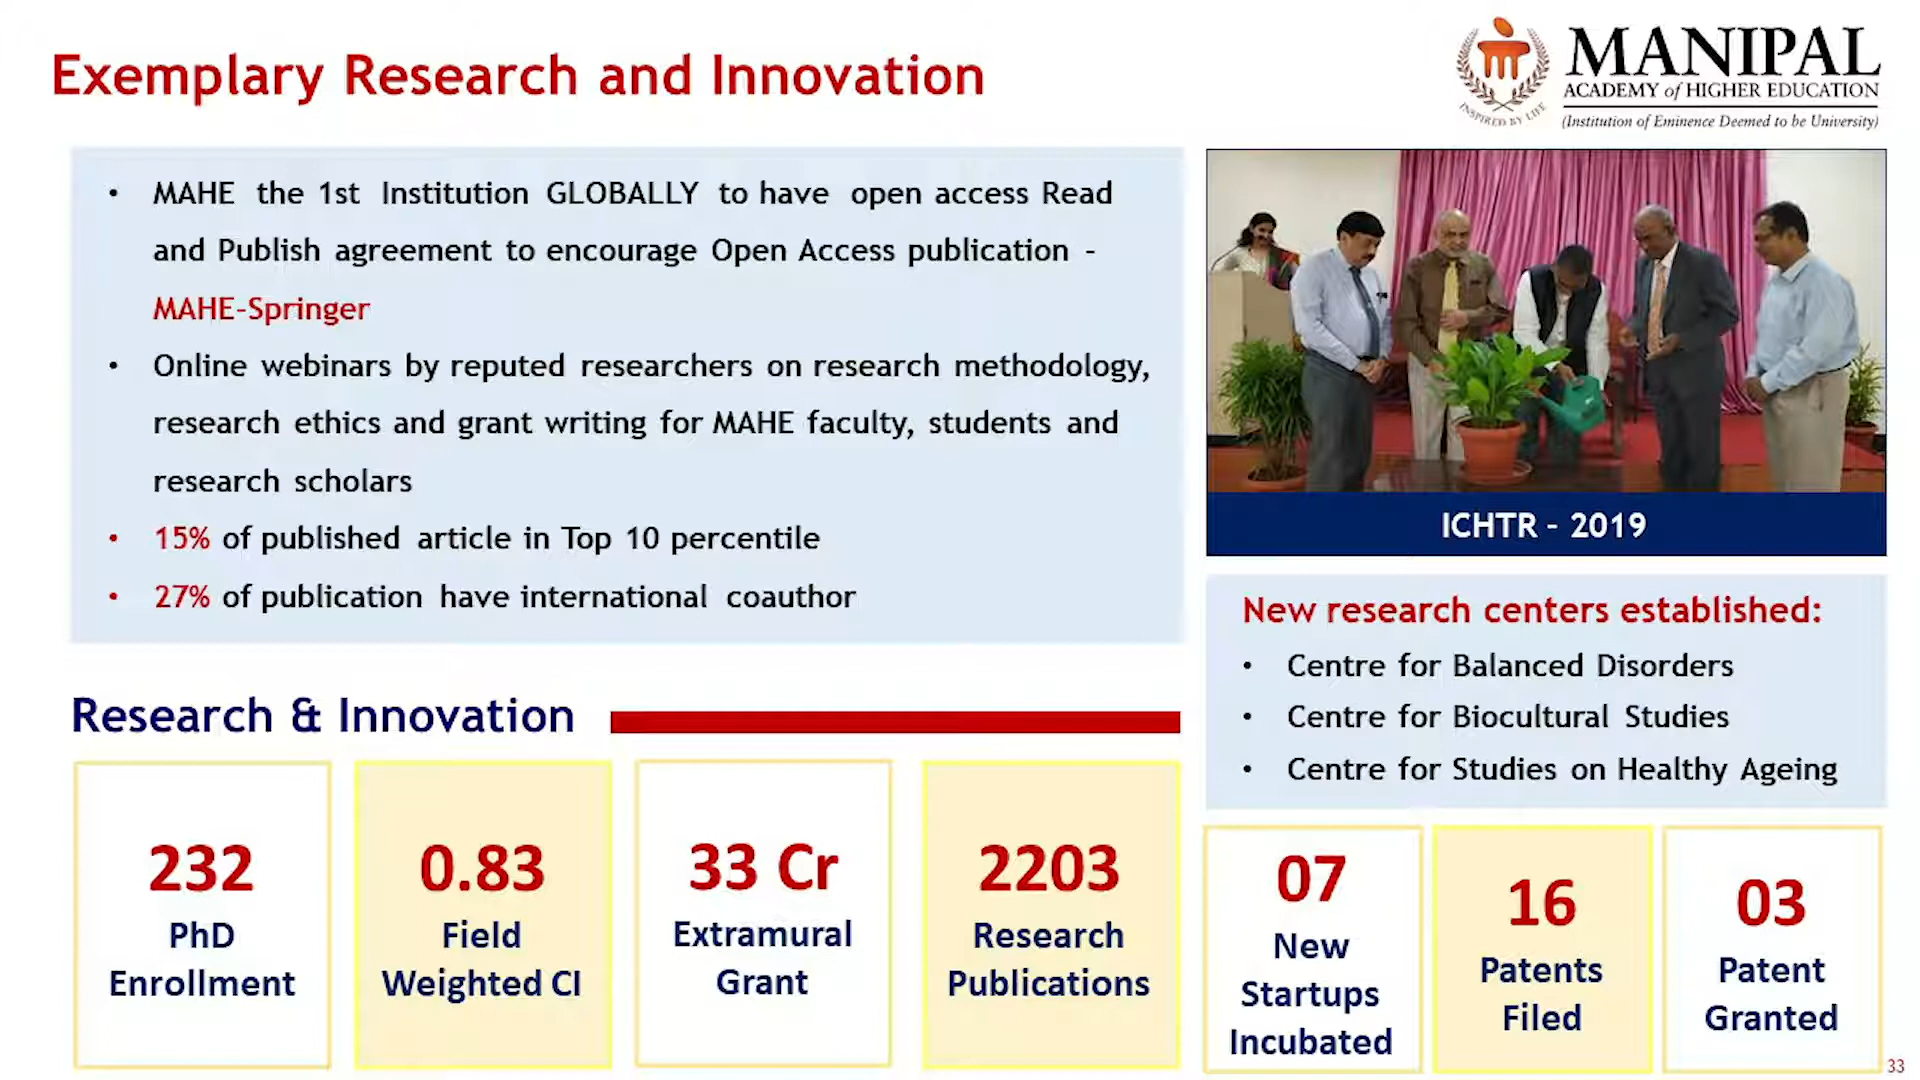 Exemplary Research and Innovation
MANIPAL
ACADEMY of HIGHER EDUCATION
(Institution of Eminence Deemed to be University)
INSPIRED BY LIFE
• MAHE the 1st Institution GLOBALLY to have open access Read
and Publish agreement to encourage Open Access publication –
MAHE-Springer
• Online webinars by reputed researchers on research methodology,
research ethics and grant writing for MAHE faculty, students and
research scholars
• 15% of published article in Top 10 percentile
• 27% of publication have international coauthor
ICHTR – 2019
New research centers established:
• Centre for Balanced Disorders
• Centre for Biocultural Studies
• Centre for Studies on Healthy Ageing
Research & Innovation
232
PhD
Enrollment
0.83
Field
Weighted CI
33 Cr
Extramural
Grant
2203
Research
Publications
07
New
Startups
Incubated
16
Patents
Filed
03
Patent
Granted
33